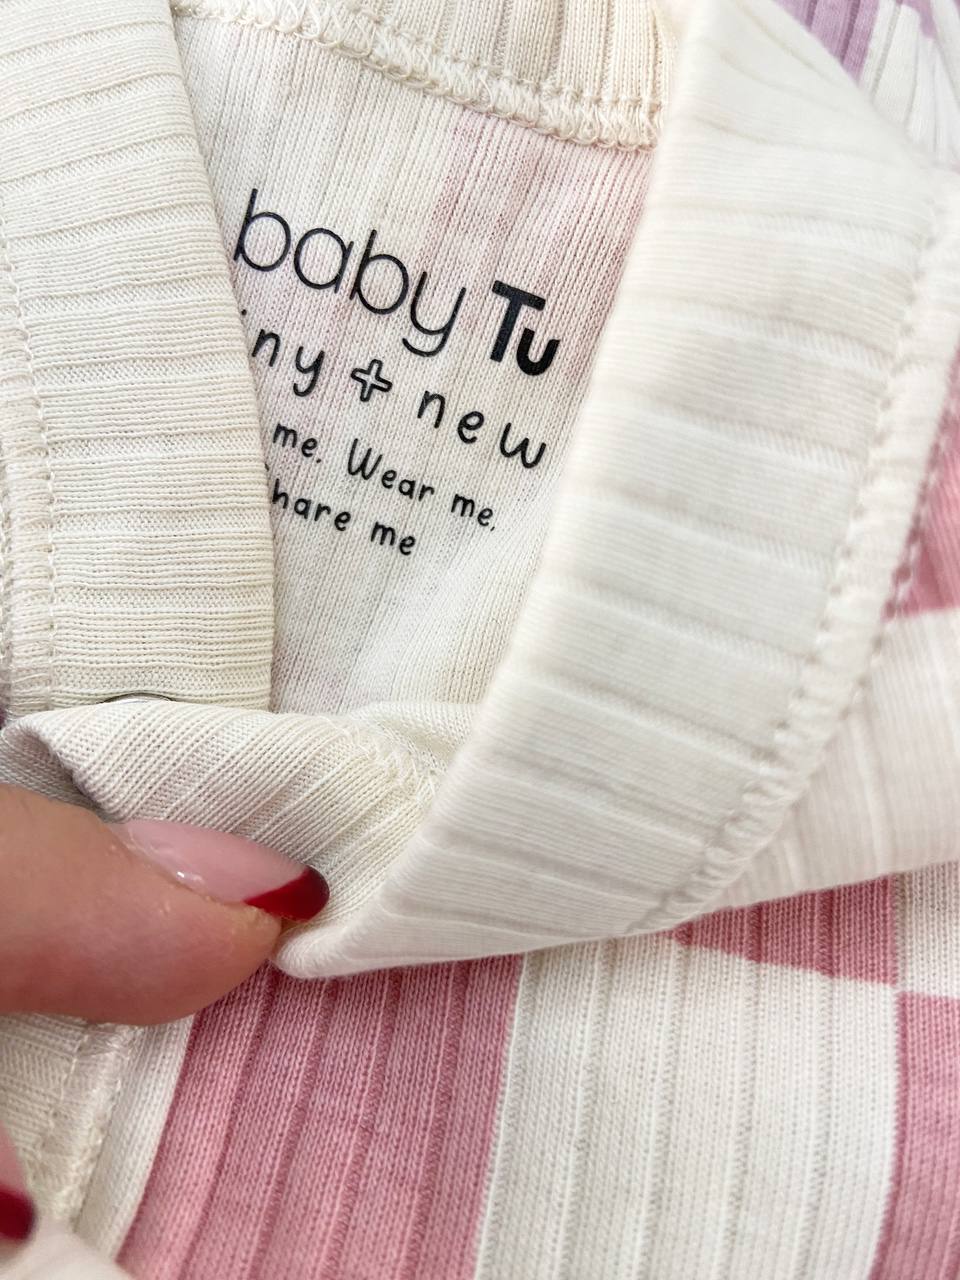 baby Tu
iny + new
me. Wear me.
hare me